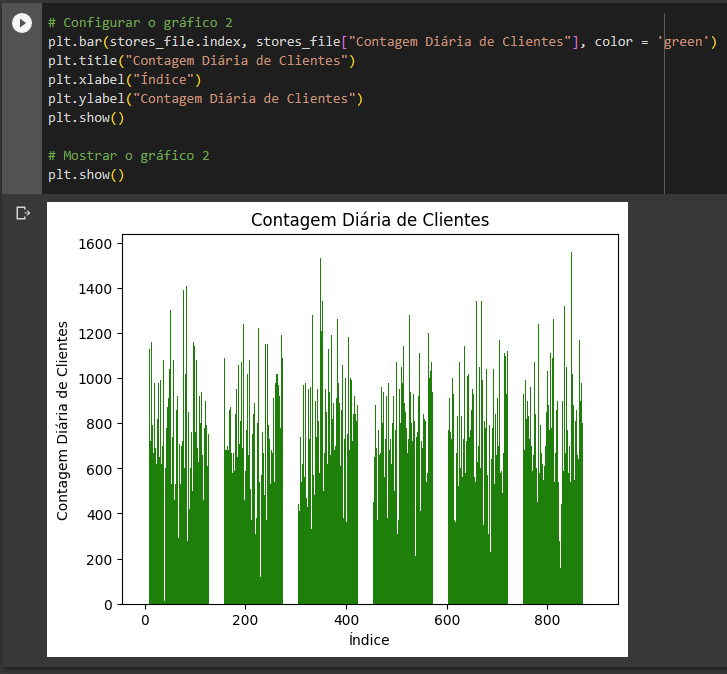 # Configurar o gráfico 2
plt.bar(stores_file.index, stores_file["Contagem Diária de Clientes"], color = 'green')
plt.title("Contagem Diária de Clientes")
plt.xlabel("Índice")
plt.ylabel("Contagem Diária de Clientes")
plt.show()
# Mostrar o gráfico 2
plt.show()
Contagem Diária de Clientes
Contagem Diária de Clientes
1600
1400
1200
1000
800
600
400
200
0
0 200 400 600 800
Índice